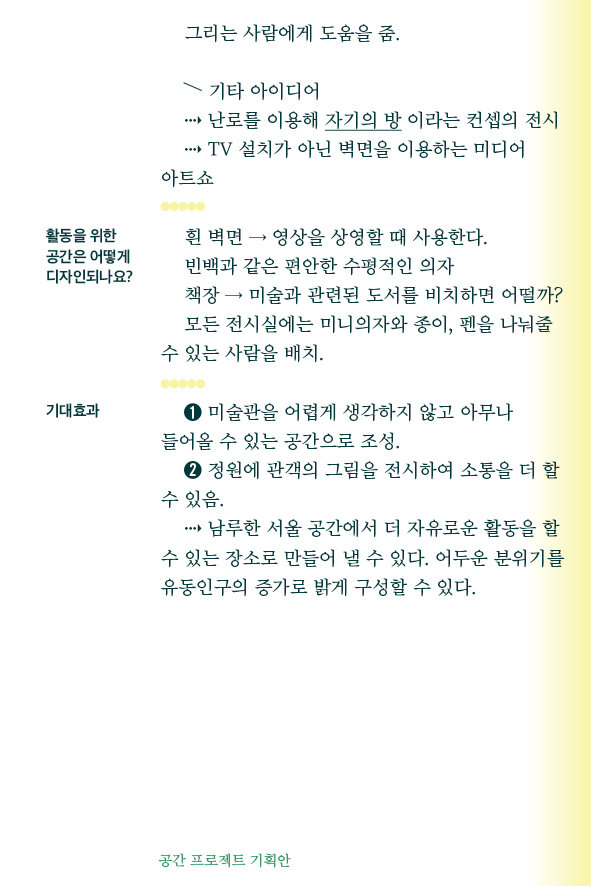 그리는 사람에게 도움을 줌.
╲ 기타 아이디어
⇢ 난로를 이용해 자기의 방 이라는 컨셉의 전시
⇢ TV 설치가 아닌 벽면을 이용하는 미디어
아트쇼
활동을 위한
공간은 어떻게
디자인되나요?
흰 벽면 → 영상을 상영할 때 사용한다.
빈백과 같은 편안한 수평적인 의자
책장 → 미술과 관련된 도서를 비치하면 어떨까?
모든 전시실에는 미니의자와 종이, 펜을 나눠줄
수 있는 사람을 배치.
기대효과
❶ 미술관을 어렵게 생각하지 않고 아무나
들어올 수 있는 공간으로 조성.
❷ 정원에 관객의 그림을 전시하여 소통을 더 할
수 있음.
⇢ 남루한 서울 공간에서 더 자유로운 활동을 할
수 있는 장소로 만들어 낼 수 있다. 어두운 분위기를
유동인구의 증가로 밝게 구성할 수 있다.
공간 프로젝트 기획안